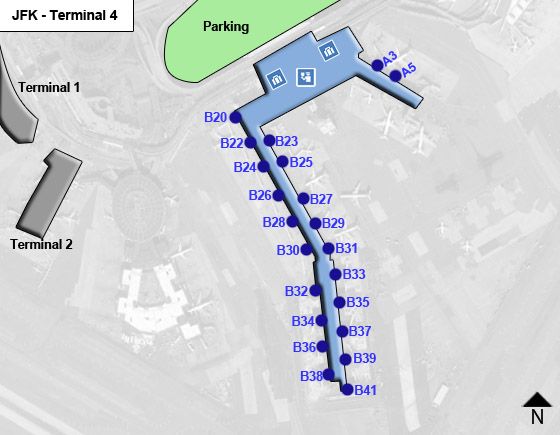 JFK - Terminal 4
Parking
Terminal 1
Terminal 2
A3
A5
B20
B22
B23
B24
B25
B26
B27
B28
B29
B30
B31
B32
B33
B34
B35
B36
B37
B38
B39
B41
N